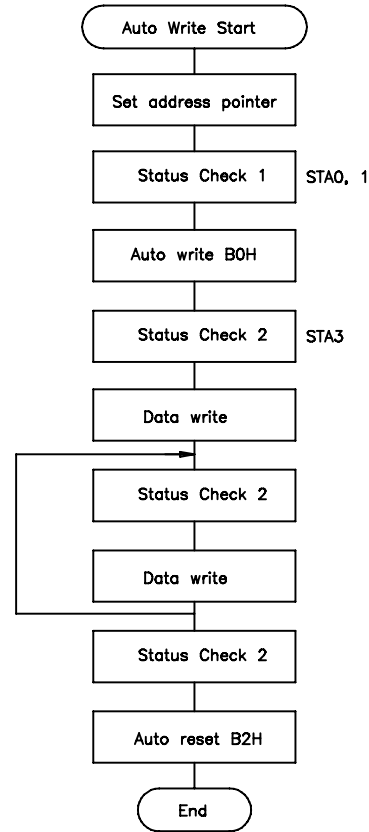 Auto Write Start
Set address pointer
Status Check 1 STA0, 1
Auto write B0H
Status Check 2 STA3
Data write
Status Check 2
Data write
Status Check 2
Auto reset B2H
End